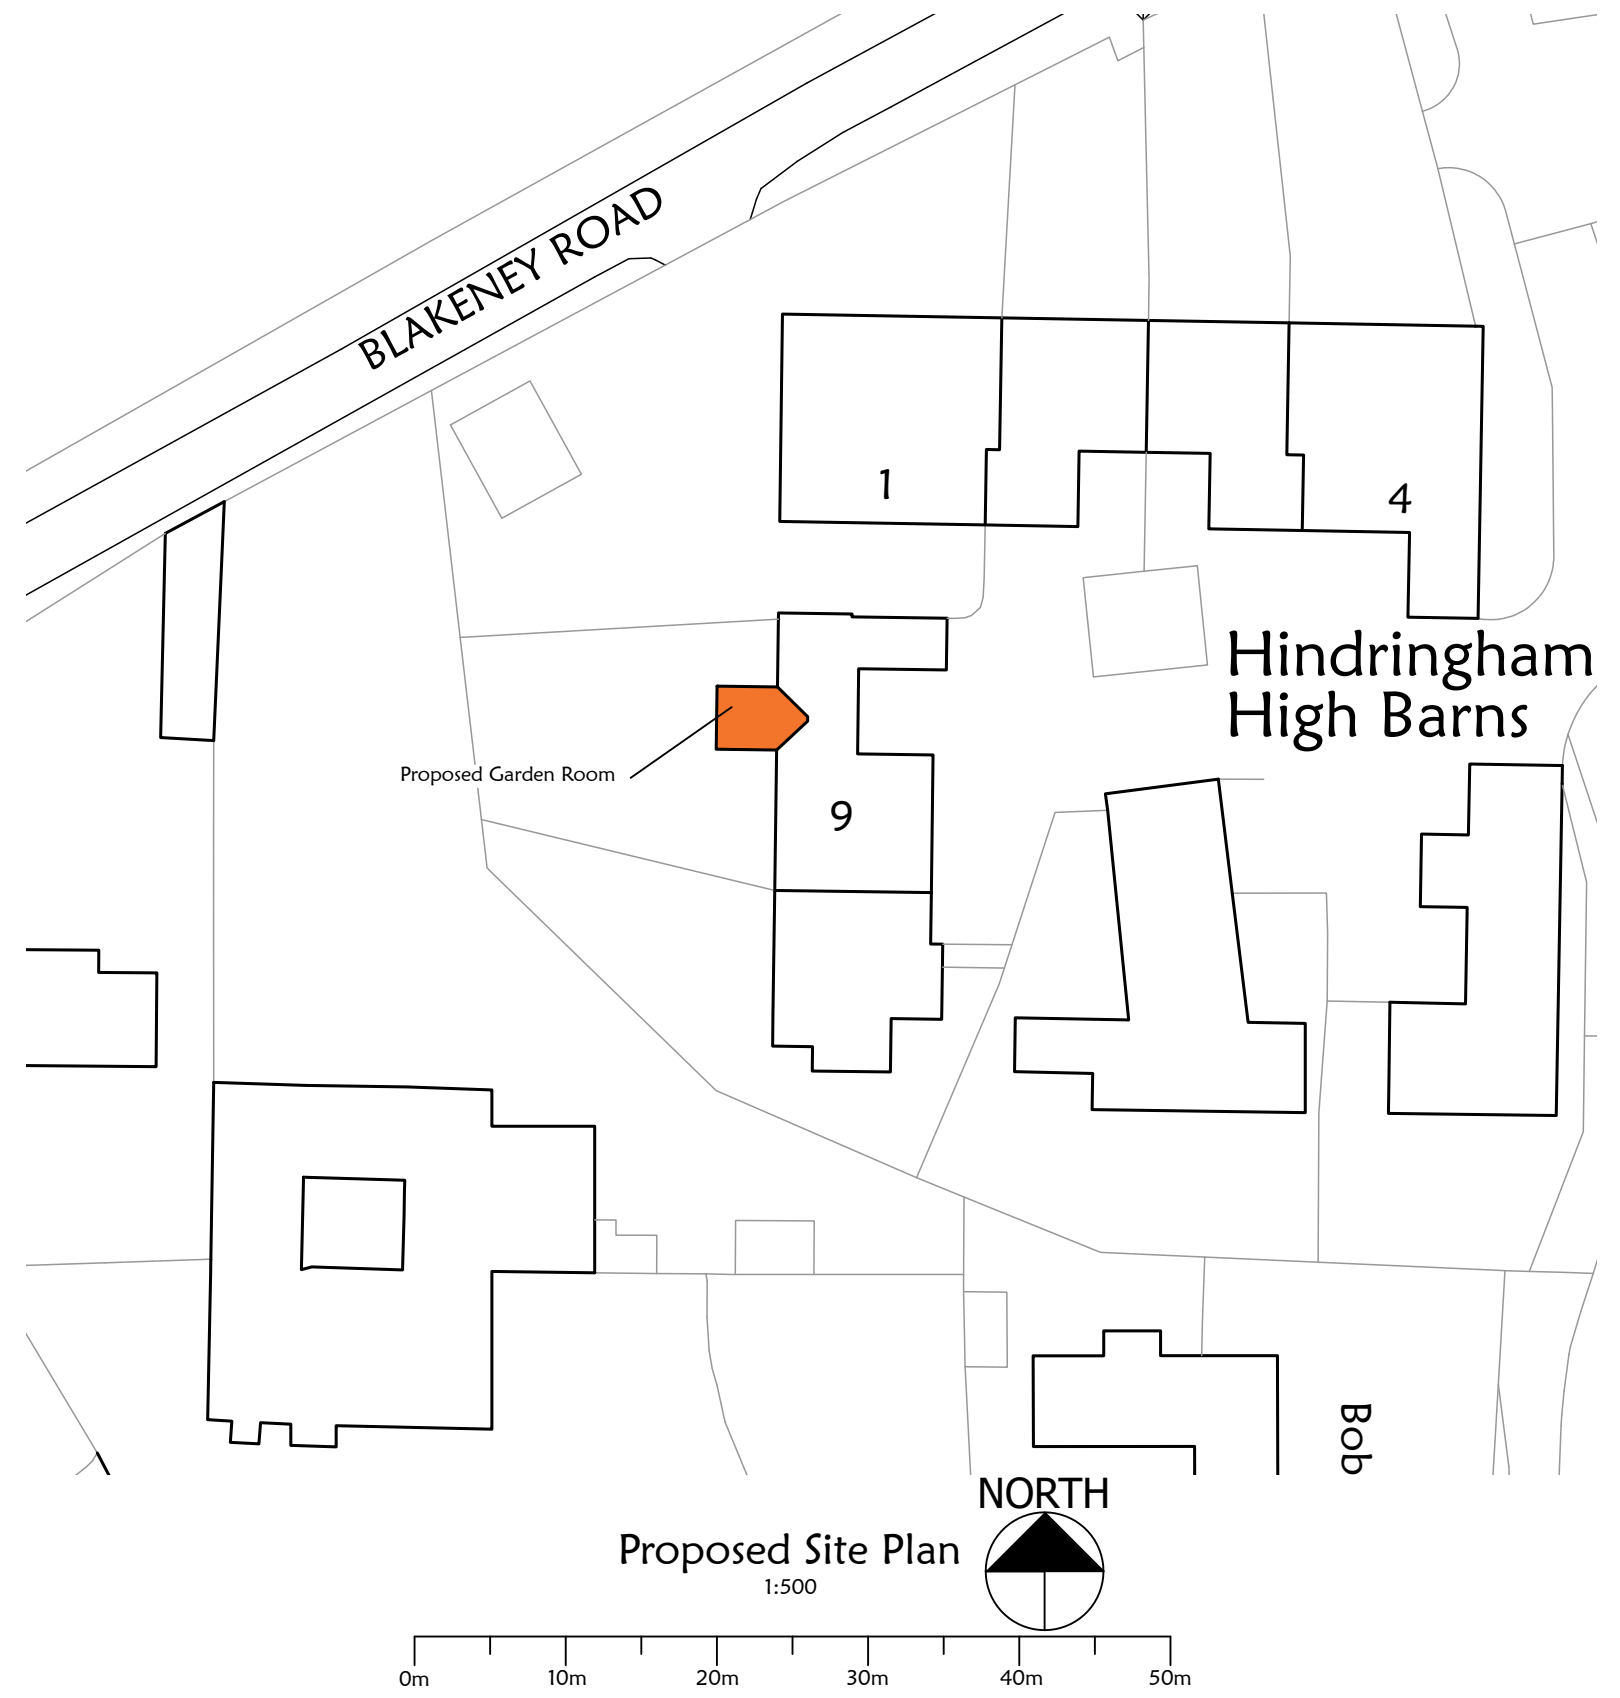 BLAKENEY ROAD
1
4
Hindringham
High Barns
Proposed Garden Room
9
Bob
NORTH
Proposed Site Plan
1:500
0m 10m 20m 30m 40m 50m